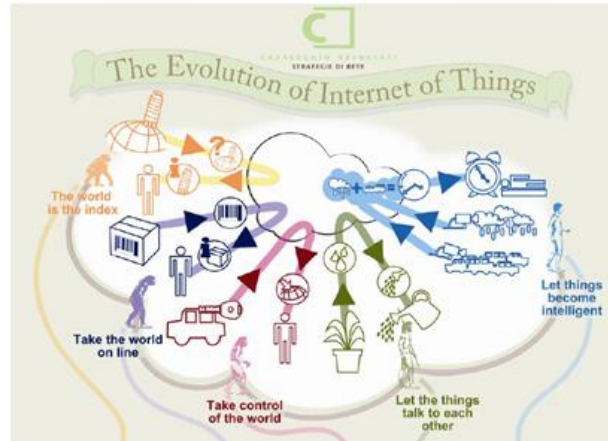 CASALEGGIO ASSOCIATI
STRATEGIE DI RETE
The Evolution of Internet of Things
?
i
The world
is the index
i
+ =
Take the world
on line
Take control
of the world
Let the things
talk to each
other
Let things
become
intelligent